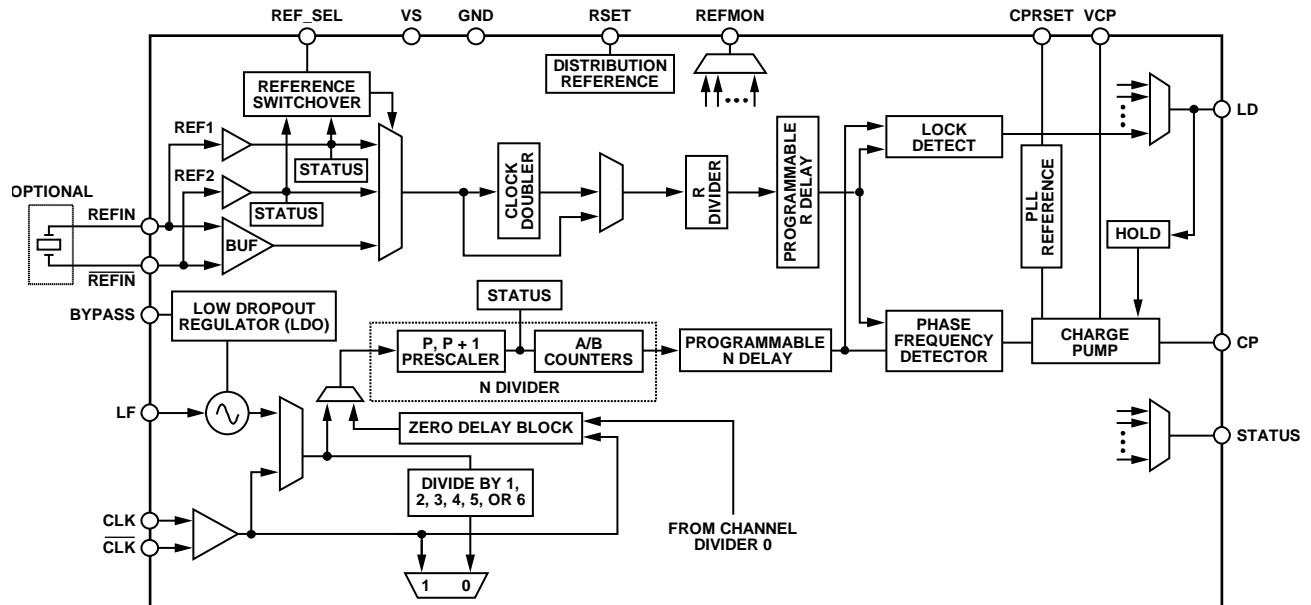 REF_SEL
VS
GND
RSET
REFMON
CPRSET
VCP
DISTRIBUTION
REFERENCE
REFERENCE
SWITCHOVER
REF1
STATUS
REF2
STATUS
OPTIONAL
REFIN
BUF
REFIN
CLOCK
DOUBLER
R
DIVIDER
PROGRAMMABLE
R DELAY
LOCK
DETECT
LD
PLL
REFERENCE
HOLD
BYPASS
LOW DROPOUT
REGULATOR (LDO)
STATUS
P, P + 1
PRESCALER
A/B
COUNTERS
N DIVIDER
PROGRAMMABLE
N DELAY
PHASE
FREQUENCY
DETECTOR
CHARGE
PUMP
CP
LF
ZERO DELAY BLOCK
STATUS
DIVIDE BY 1,
2, 3, 4, 5, OR 6
CLK
CLK
FROM CHANNEL
DIVIDER 0
1 0